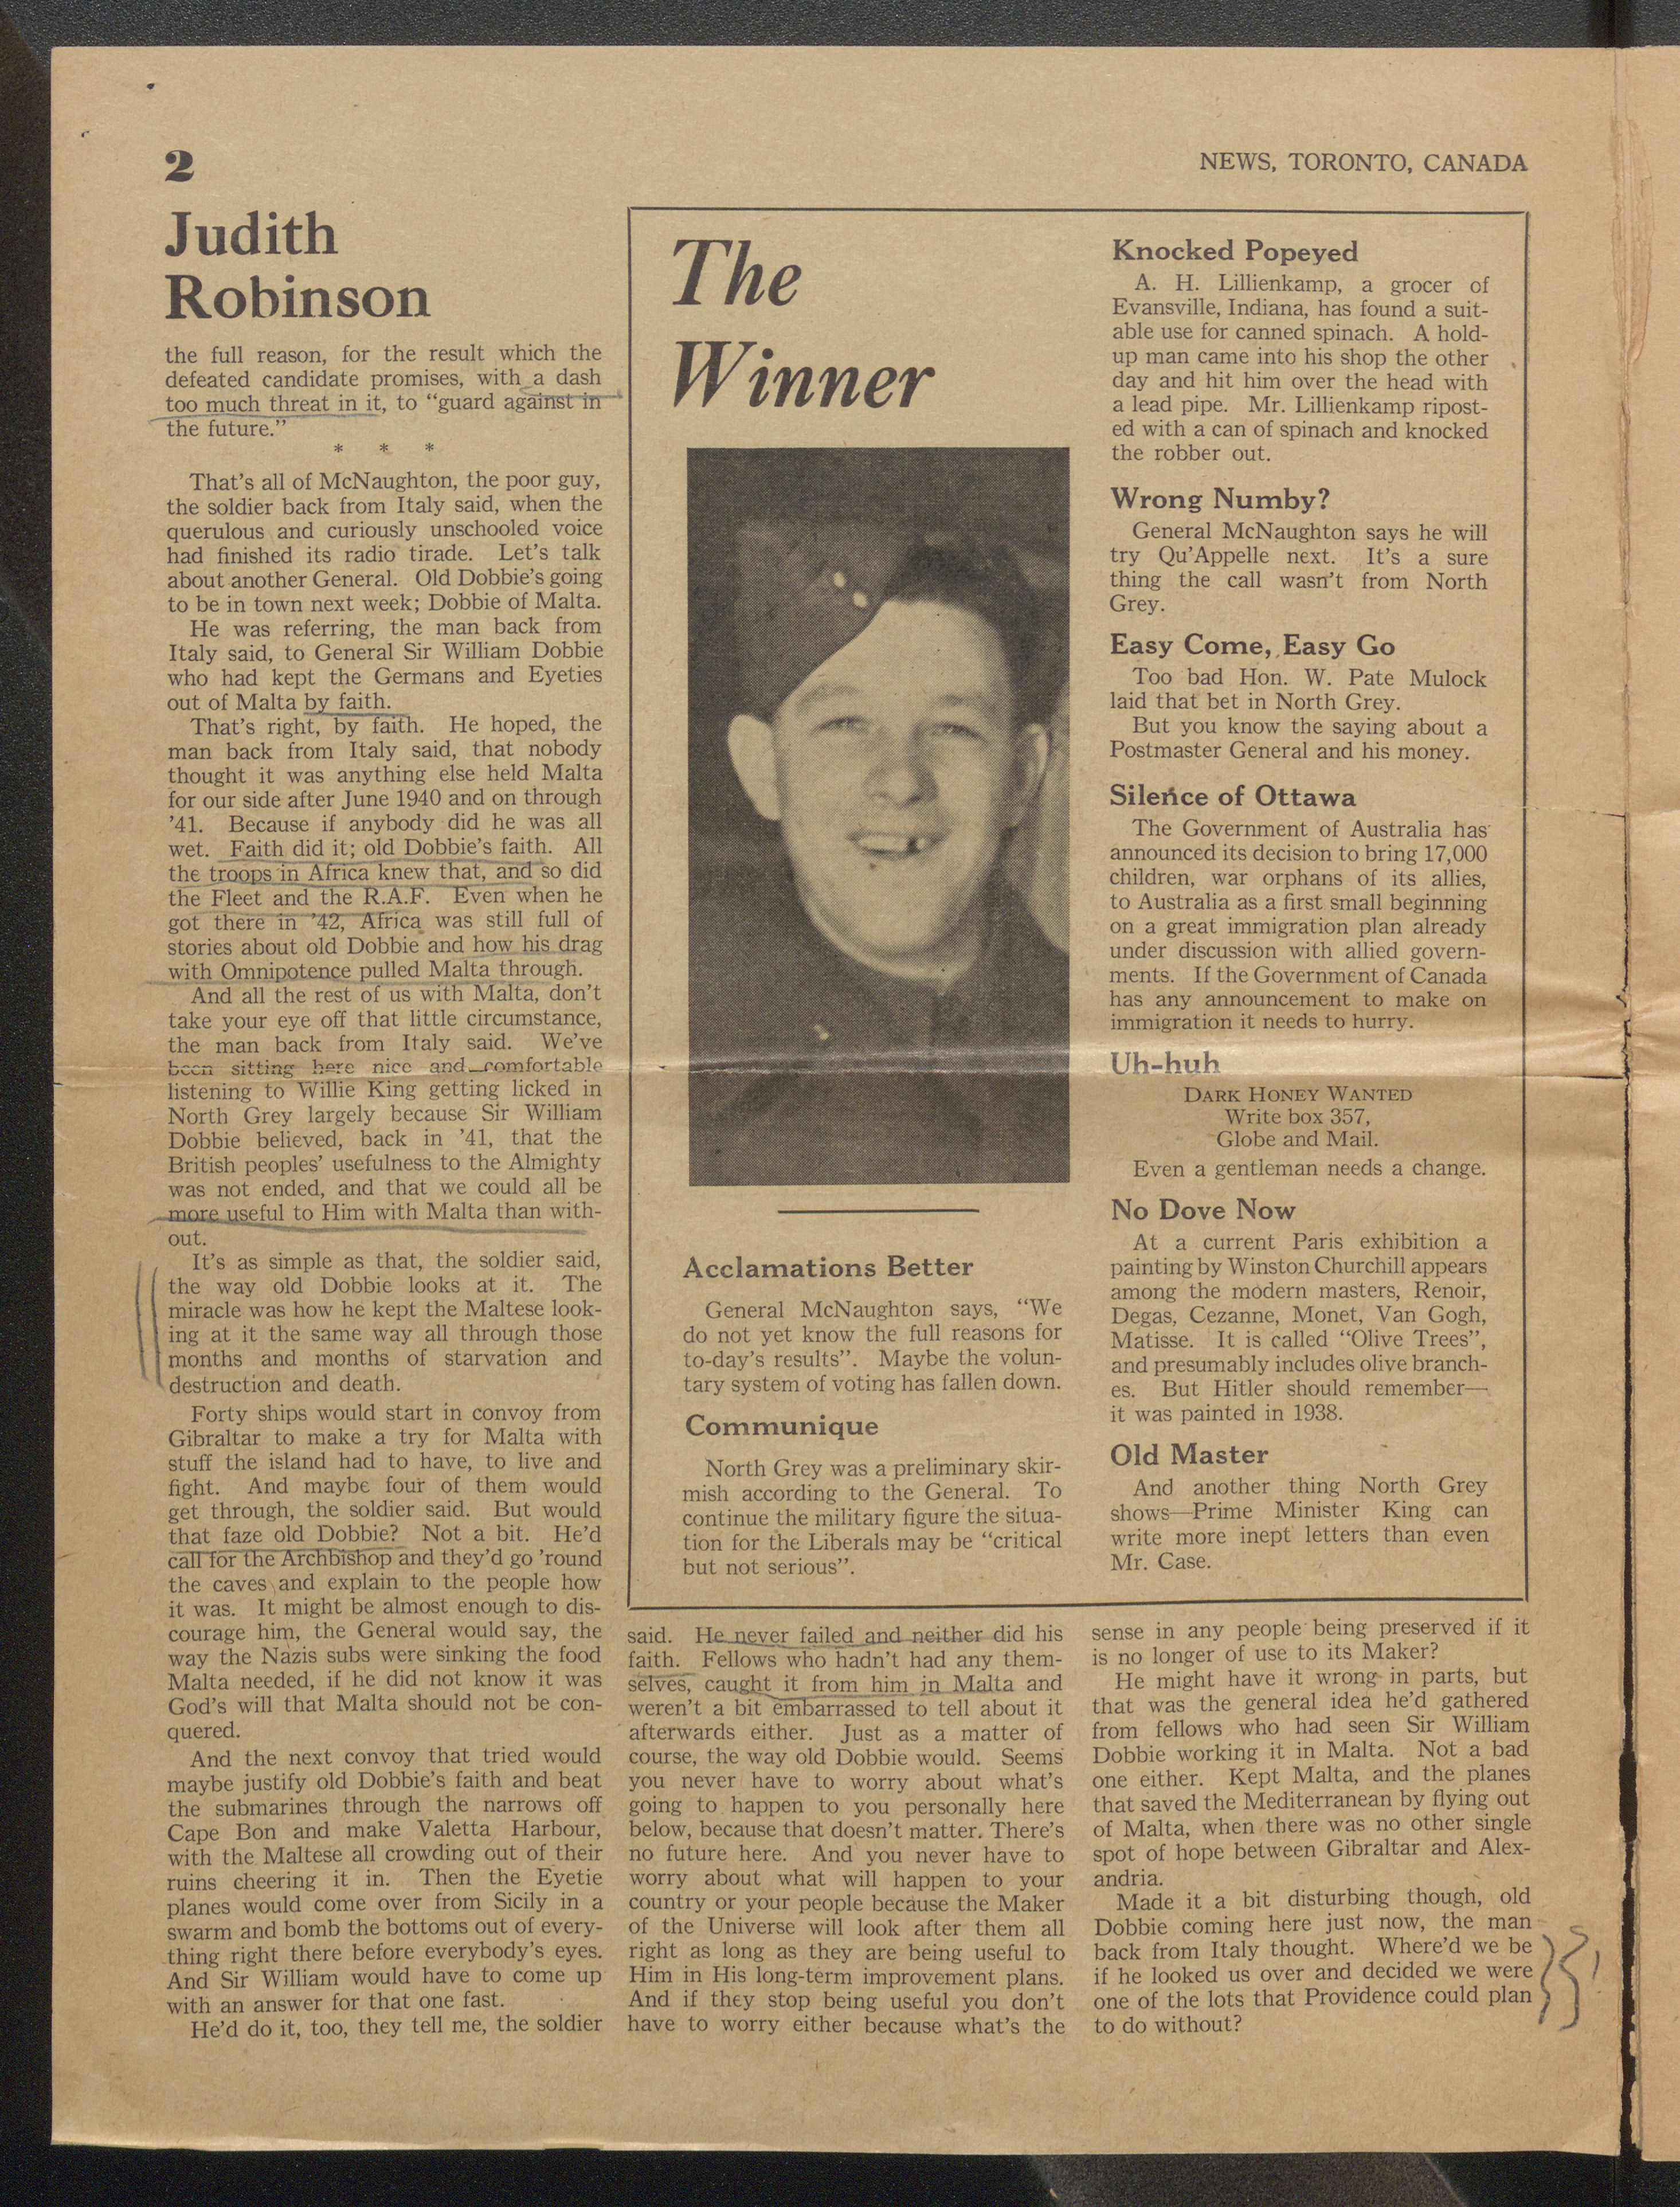 2
NEWS, TORONTO, CANADA
Judith
Robinson
the full reason, for the result which the
defeated candidate promises, with a dash
too much threat in it, to “guard against in
the future.”
* * *
That’s all of McNaughton, the poor guy,
the soldier back from Italy said, when the
querulous and curiously unschooled voice
had finished its radio tirade. Let’s talk
about another General. Old Dobbie’s going
to be in town next week; Dobbie of Malta.
He was referring, the man back from
Italy said, to General Sir William Dobbie
who had kept the Germans and Eyeties
out of Malta by faith.
That’s right, by faith. He hoped, the
man back from Italy said, that nobody
thought it was anything else held Malta
for our side after June 1940 and on through
’41. Because if anybody did he was all
wet. Faith did it; old Dobbie’s faith. All
the troops in Africa knew that, and so did
the Fleet and the R.A.F. Even when he
got there in ’42, Africa was still full of
stories about old Dobbie and how his drag
with Omnipotence pulled Malta through.
And all the rest of us with Malta, don’t
take your eye off that little circumstance,
the man back from Italy said. We’ve
been sitting here nice and comfortable
listening to Willie King getting licked in
North Grey largely because Sir William
Dobbie believed, back in ’41, that the
British peoples’ usefulness to the Almighty
was not ended, and that we could all be
more useful to Him with Malta than with-
out.
It’s as simple as that, the soldier said,
the way old Dobbie looks at it. The
miracle was how he kept the Maltese look-
ing at it the same way all through those
months and months of starvation and
destruction and death.
Forty ships would start in convoy from
Gibraltar to make a try for Malta with
stuff the island had to have, to live and
fight. And maybe four of them would
get through, the soldier said. But would
that faze old Dobbie? Not a bit. He’d
call for the Archbishop and they’d go ’round
the caves and explain to the people how
it was. It might be almost enough to dis-
courage him, the General would say, the
way the Nazis subs were sinking the food
Malta needed, if he did not know it was
God’s will that Malta should not be con-
quered.
And the next convoy that tried would
maybe justify old Dobbie’s faith and beat
the submarines through the narrows off
Cape Bon and make Valetta Harbour,
with the Maltese all crowding out of their
ruins cheering it in. Then the Eyetie
planes would come over from Sicily in a
swarm and bomb the bottoms out of every-
thing right there before everybody’s eyes.
And Sir William would have to come up
with an answer for that one fast.
He’d do it, too, they tell me, the soldier
said. He never failed and neither did his
faith. Fellows who hadn’t had any them-
selves, caught it from him in Malta and
weren’t a bit embarrassed to tell about it
afterwards either. Just as a matter of
course, the way old Dobbie would. Seems
you never have to worry about what’s
going to happen to you personally here
below, because that doesn’t matter. There’s
no future here. And you never have to
worry about what will happen to your
country or your people because the Maker
of the Universe will look after them all
right as long as they are being useful to
Him in His long-term improvement plans.
And if they stop being useful you don’t
have to worry either because what’s the
sense in any people being preserved if it
is no longer of use to its Maker?
He might have it wrong in parts, but
that was the general idea he’d gathered
from fellows who had seen Sir William
Dobbie working it in Malta. Not a bad
one either. Kept Malta, and the planes
that saved the Mediterranean by flying out
of Malta, when there was no other single
spot of hope between Gibraltar and Alex-
andria.
Made it a bit disturbing though, old
Dobbie coming here just now, the man
back from Italy thought. Where’d we be
if he looked us over and decided we were
one of the lots that Providence could plan
to do without?
The
Winner
Acclamations Better
General McNaughton says, “We
do not yet know the full reasons for
to-day’s results”. Maybe the volun-
tary system of voting has fallen down.
Communique
North Grey was a preliminary skir-
mish according to the General. To
continue the military figure the situa-
tion for the Liberals may be “critical
but not serious”.
Knocked Popeyed
A. H. Lillienkamp, a grocer of
Evansville, Indiana, has found a suit-
able use for canned spinach. A hold-
up man came into his shop the other
day and hit him over the head with
a lead pipe. Mr. Lillienkamp ripost-
ed with a can of spinach and knocked
the robber out.
Wrong Numby?
General McNaughton says he will
try Qu’Appelle next. It’s a sure
thing the call wasn’t from North
Grey.
Easy Come, Easy Go
Too bad Hon. W. Pate Mulock
laid that bet in North Grey.
But you know the saying about a
Postmaster General and his money.
Silence of Ottawa
The Government of Australia has
announced its decision to bring 17,000
children, war orphans of its allies,
to Australia as a first small beginning
on a great immigration plan already
under discussion with allied govern-
ments. If the Government of Canada
has any announcement to make on
immigration it needs to hurry.
Uh-huh
DARK HONEY WANTED
Write box 357,
Globe and Mail.
Even a gentleman needs a change.
No Dove Now
At a current Paris exhibition a
painting by Winston Churchill appears
among the modern masters, Renoir,
Degas, Cezanne, Monet, Van Gogh,
Matisse. It is called “Olive Trees”,
and presumably includes olive branch-
es. But Hitler should remember—
it was painted in 1938.
Old Master
And another thing North Grey
shows—Prime Minister King can
write more inept letters than even
Mr. Case.